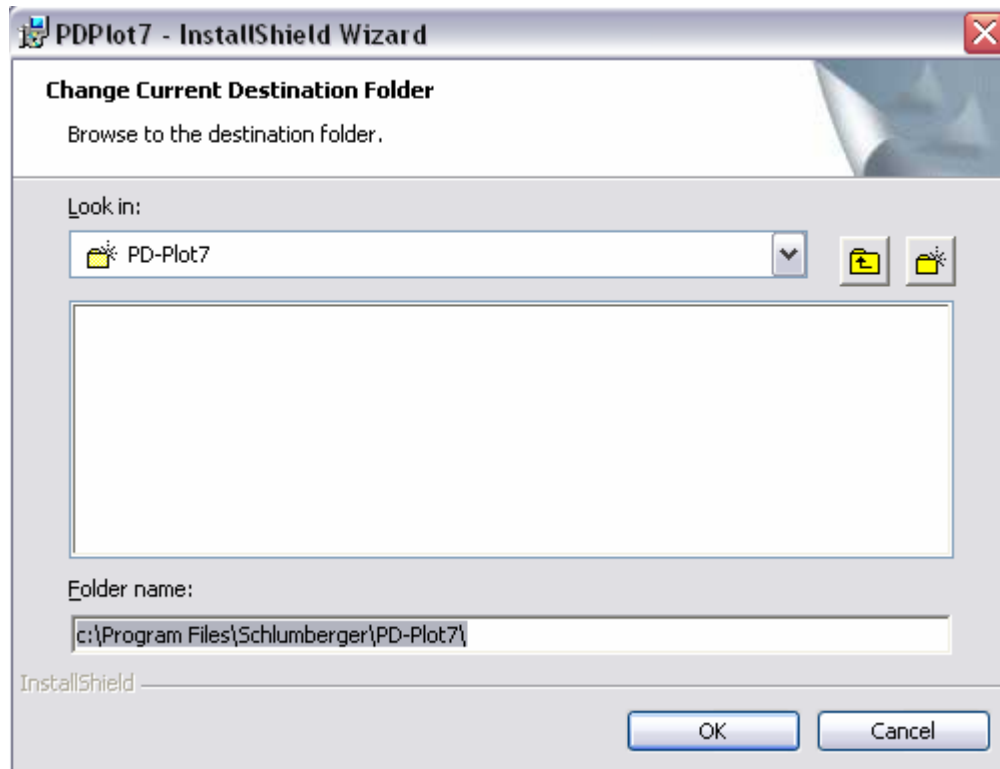 PDPlot7 - InstallShield Wizard
Change Current Destination Folder
Browse to the destination folder.
Look in:
PD-Plot7
Folder name:
c:\Program Files\Schlumberger\PD-Plot7\
InstallShield
OK Cancel